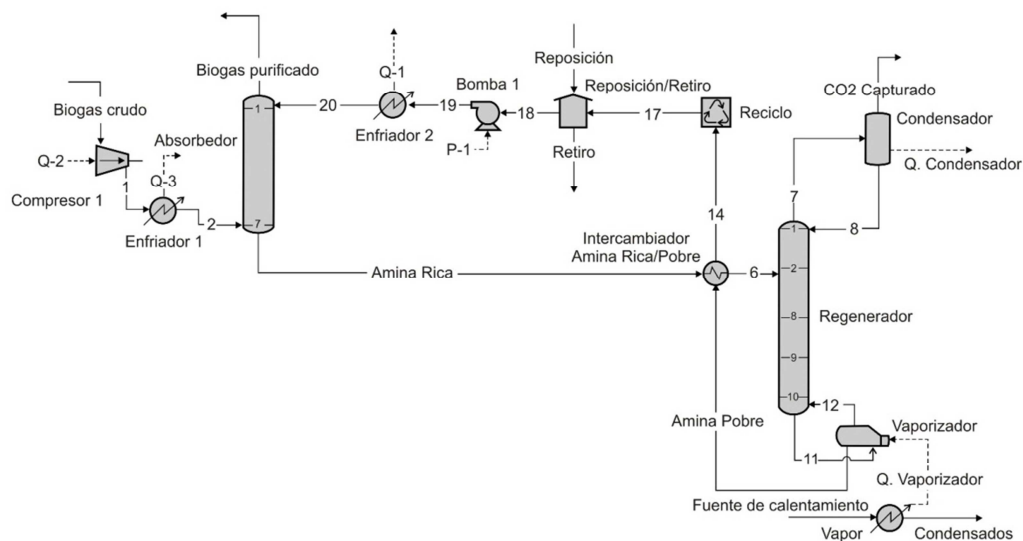 Biogas crudo
Q-2
Compresor 1
1
Q-3
Enfriador 1
2
Absorbedor
Biogas purificado
1
7
20
Q-1
Enfriador 2
19
Bomba 1
P-1
18
Reposición
Reposición/Retiro
Retiro
17
Reciclo
14
Intercambiador
Amina Rica/Pobre
Amina Rica
6
Amina Pobre
CO2 Capturado
Condensador
Q. Condensador
7
8
1
2
8
9
10
Regenerador
12
11
Vaporizador
Q. Vaporizador
Fuente de calentamiento
Vapor
Condensados